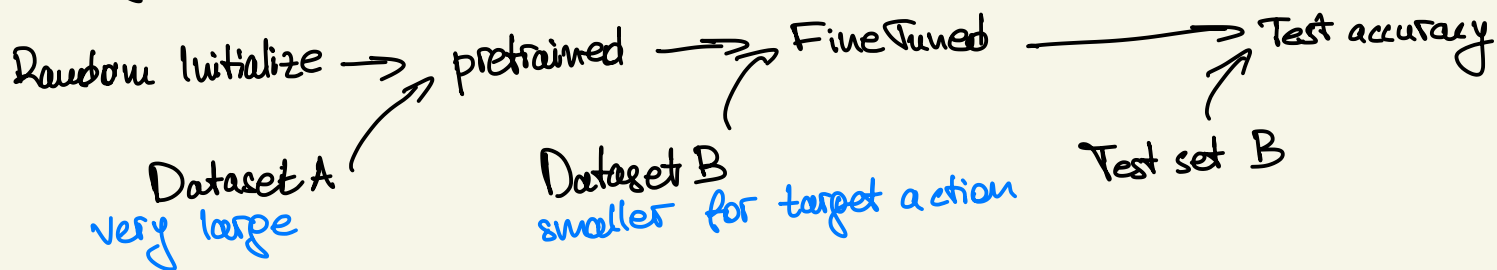 Random Initialize → pretrained → FineTuned → Test accuracy
Dataset A Dataset B Test set B
very large smaller for target action